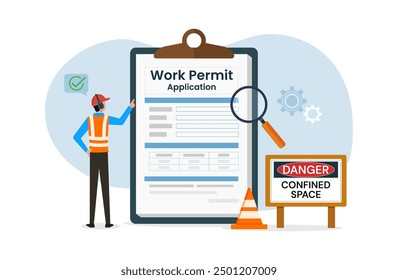 Work Permit
Application
DANGER
CONFINED
SPACE
shutterstock.com · 2501207009